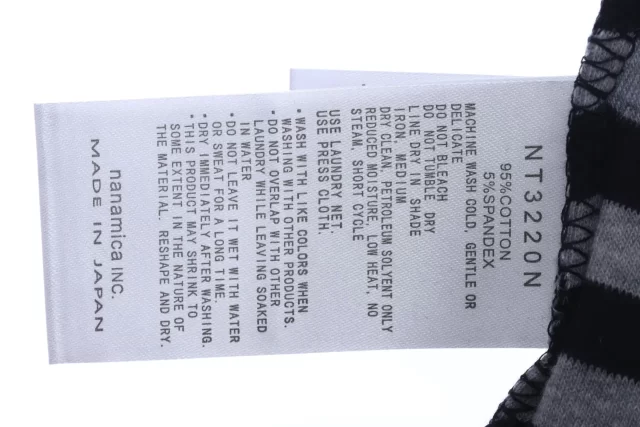 NT3220N
95%COTTON
5%SPANDEX
MACHINE WASH COLD, GENTLE OR
DELICATE
DO NOT BLEACH
DO NOT TUMBLE DRY
LINE DRY IN SHADE
IRON, MEDIUM
DRY CLEAN, PETROLEUM SOLVENT ONLY
REDUCED MOISTURE, LOW HEAT, NO
STEAM, SHORT CYCLE
USE LAUNDRY NET.
USE PRESS CLOTH.
• WASH WITH LIKE COLORS WHEN
WASHING WITH OTHER PRODUCTS.
• DO NOT OVERLAP WITH OTHER
LAUNDRY WHILE LEAVING SOAKED
IN WATER
• DO NOT LEAVE IT WET WITH WATER
OR SWEAT FOR A LONG TIME.
• DRY IMMEDIATELY AFTER WASHING.
• THIS PRODUCT MAY SHRINK TO
SOME EXTENT IN THE NATURE OF
THE MATERIAL. RESHAPE AND DRY.
nanamica INC.
MADE IN JAPAN